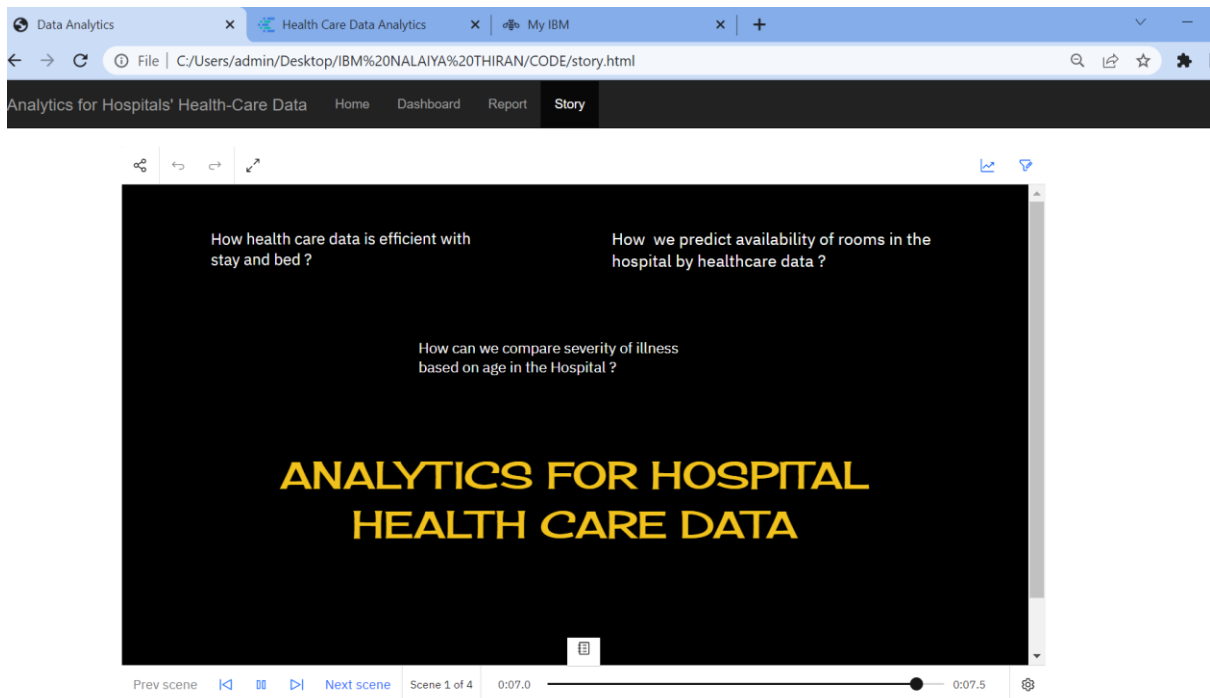 Data Analytics
Health Care Data Analytics
My IBM
File
C:/Users/admin/Desktop/IBM%20NALAIYA%20THIRAN/CODE/story.html
Analytics for Hospitals' Health-Care Data Home Dashboard Report Story
How health care data is efficient with
stay and bed ?
How we predict availability of rooms in the
hospital by healthcare data ?
How can we compare severity of illness
based on age in the Hospital ?
ANALYTICS FOR HOSPITAL
HEALTH CARE DATA
Prev scene Next scene Scene 1 of 4 0:07.0 0:07.5